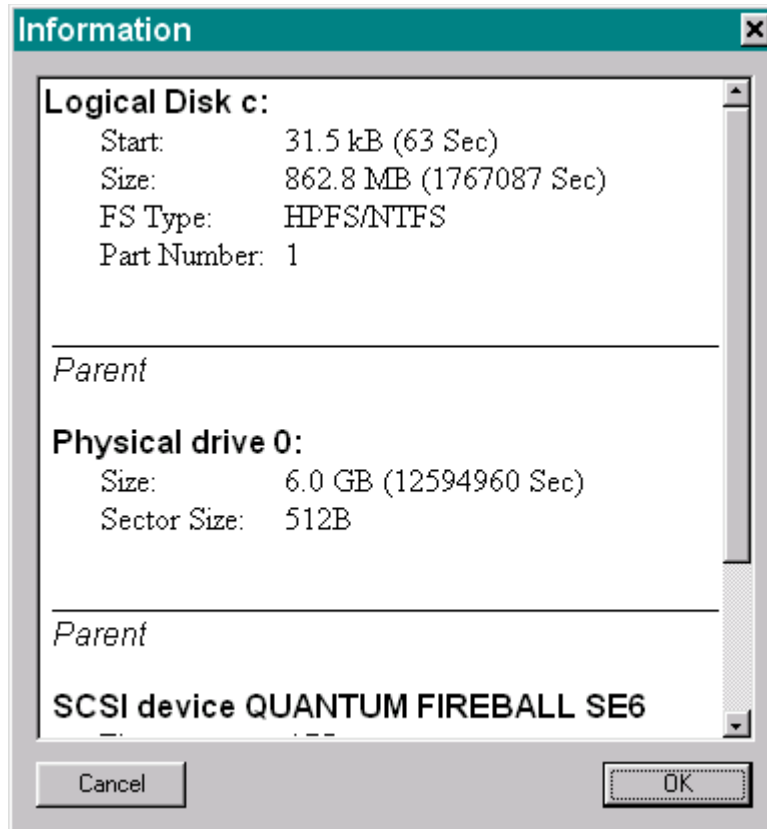 Information
Logical Disk c:
Start: 31.5 kB (63 Sec)
Size: 862.8 MB (1767087 Sec)
FS Type: HPFS/NTFS
Part Number: 1
Parent
Physical drive 0:
Size: 6.0 GB (12594960 Sec)
Sector Size: 512B
Parent
SCSI device QUANTUM FIREBALL SE6
Cancel
OK